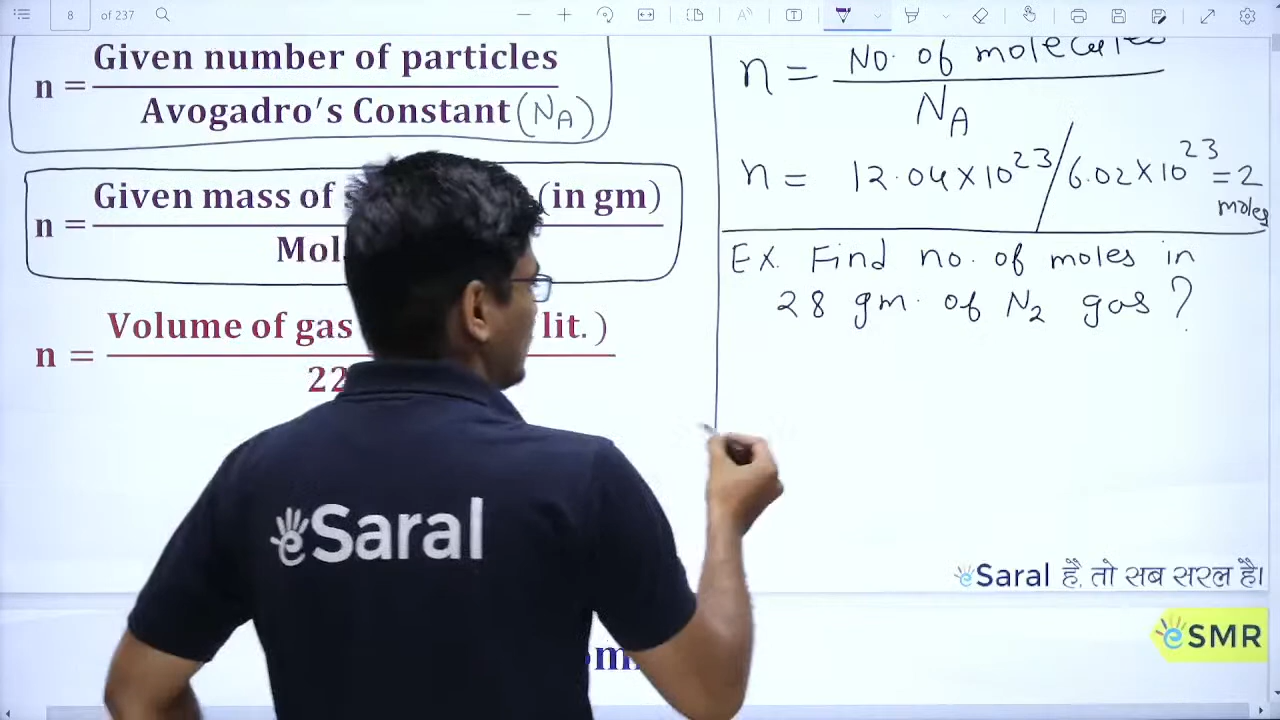 8 of 237
n = Given number of particles
Avogadro's Constant (NA)
n = Given mass of (in gm)
n = Volume of gas lit. )
22
n = No. of molecules
NA
n = 12.04×10^23 / 6.02×10^23 = 2
moles
Ex. Find no. of moles in
28 gm. of N2 gas ?
eSaral
eSaral है, तो सब सरल है।
eSMR